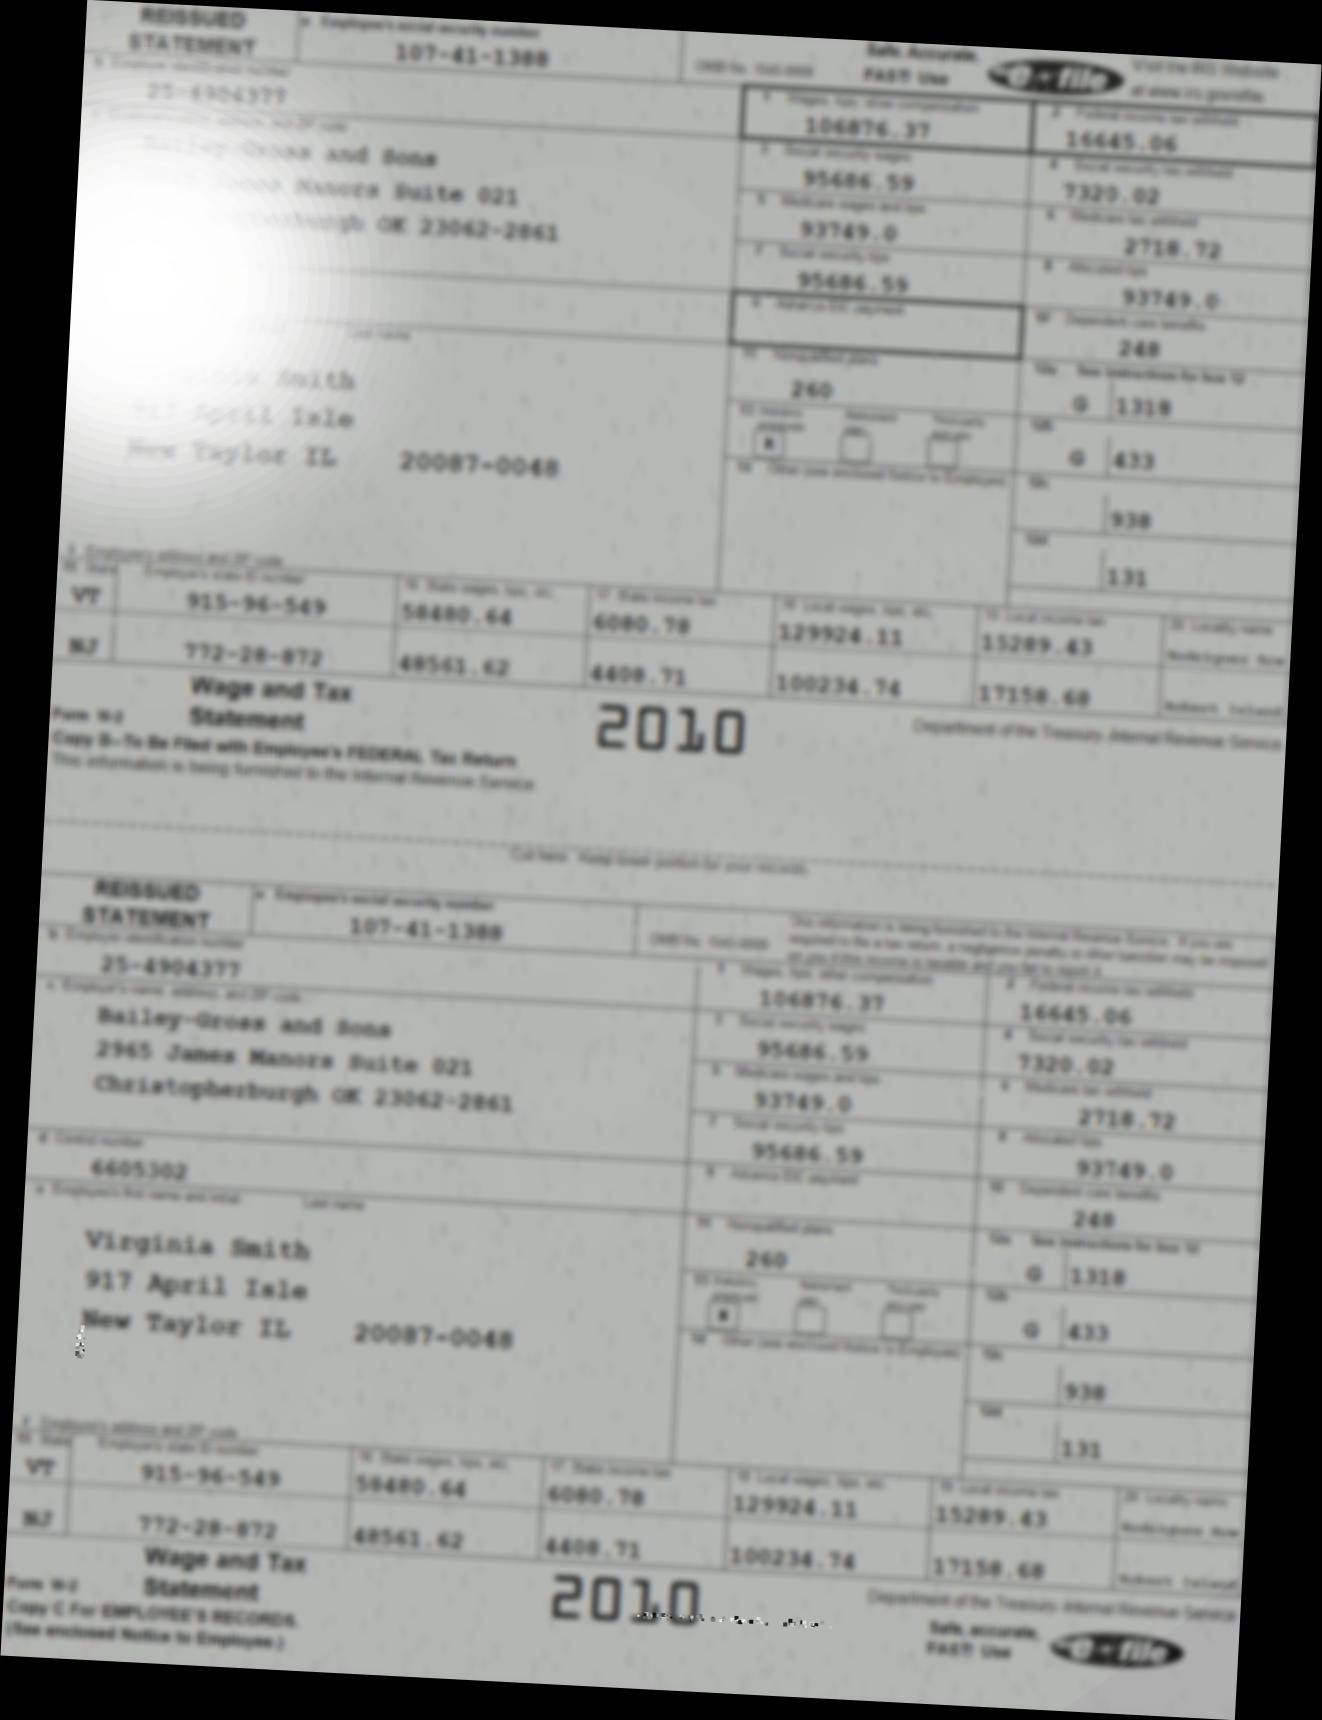 REISSUED STATEMENT
a Employee's social security number
107-41-1388
OMB No. 1545-0008
Safe, Accurate, FAST! Use
e-file
Visit the IRS Website at www.irs.gov/efile.
b Employer identification number
25-4904377
1 Wages, tips, other compensation
106876.37
2 Federal income tax withheld
16645.06
Bailey-Gross and Sons
Manors Suite 021
OK 23062-2861
3 Social security wages
95686.59
4 Social security tax withheld
7320.02
5 Medicare wages and tips
93749.0
6 Medicare tax withheld
2718.72
7 Social security tips
95686.59
8 Allocated tips
93749.0
9 Advance EIC payment
10 Dependent care benefits
248
Last name
Smith
April Isle
New Taylor IL 20087-0048
11 Nonqualified plans
260
12a See instructions for box 12
G 1318
12b
G 433
12c
938
12d
131
13 Statutory employee
Retirement plan
Third-party sick pay
X
14 Other (see enclosed Notice to Employee)
f Employee's address and ZIP code
15 State Employer's state ID number
16 State wages, tips, etc.
17 State income tax
18 Local wages, tips, etc.
19 Local income tax
20 Locality name
VT 915-96-549 58480.64 6080.78 129924.11 15289.43
NJ 772-28-872 48561.62 4408.71 100234.74 17158.68
Form W-2
Wage and Tax Statement
2010
Department of the Treasury-Internal Revenue Service
Copy B—To Be Filed with Employee's FEDERAL Tax Return
This information is being furnished to the Internal Revenue Service.
Cut here. Keep lower portion for your records.
REISSUED STATEMENT
a Employee's social security number
107-41-1388
OMB No. 1545-0008
This information is being furnished to the Internal Revenue Service. If you are
required to file a tax return, a negligence penalty or other sanction may be imposed
on you if this income is taxable and you fail to report it.
b Employer identification number
25-4904377
1 Wages, tips, other compensation
106876.37
2 Federal income tax withheld
16645.06
c Employer's name, address, and ZIP code
Bailey-Gross and Sons
2965 James Manors Suite 021
Christopherburgh OK 23062-2861
3 Social security wages
95686.59
4 Social security tax withheld
7320.02
5 Medicare wages and tips
93749.0
6 Medicare tax withheld
2718.72
7 Social security tips
95686.59
8 Allocated tips
93749.0
d Control number
6605302
9 Advance EIC payment
10 Dependent care benefits
248
e Employee's first name and initial Last name
Virginia Smith
917 April Isle
New Taylor IL 20087-0048
11 Nonqualified plans
260
12a See instructions for box 12
G 1318
12b
G 433
12c
938
12d
131
13 Statutory employee
Retirement plan
Third-party sick pay
X
14 Other (see enclosed Notice to Employee)
f Employee's address and ZIP code
15 State Employer's state ID number
16 State wages, tips, etc.
17 State income tax
18 Local wages, tips, etc.
19 Local income tax
20 Locality name
VT 915-96-549 58480.64 6080.78 129924.11 15289.43
NJ 772-28-872 48561.62 4408.71 100234.74 17158.68
Form W-2
Wage and Tax Statement
2010
Department of the Treasury-Internal Revenue Service
Copy C For EMPLOYEE'S RECORDS.
(See enclosed Notice to Employee.)
Safe, accurate, FAST! Use
e-file